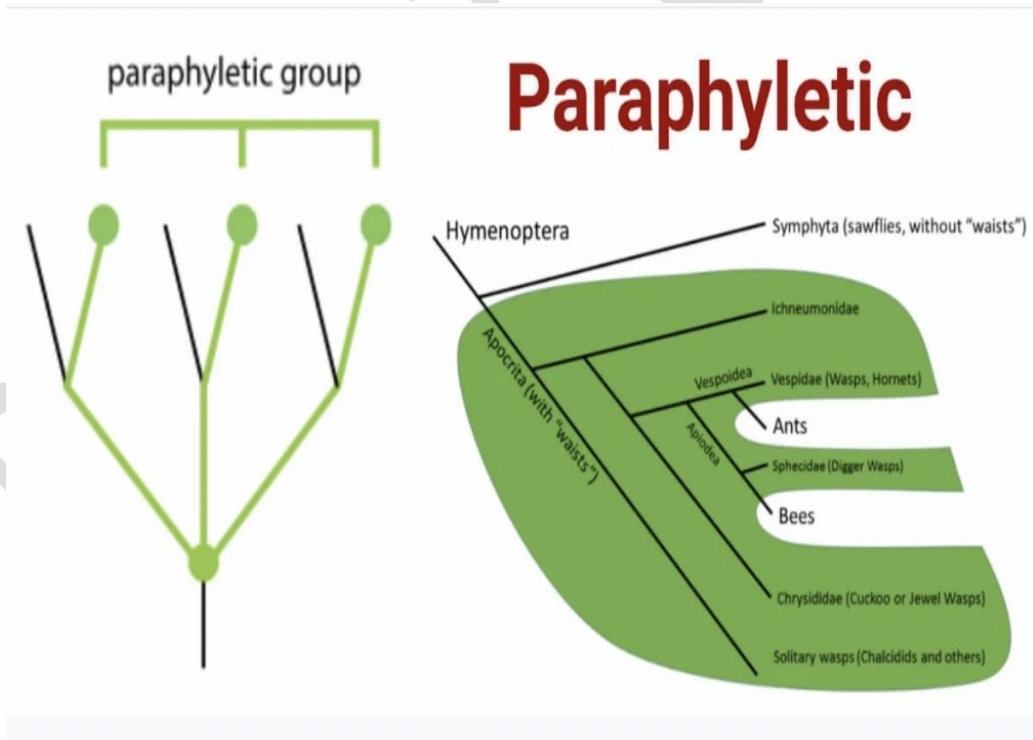 paraphyletic group
Paraphyletic
Hymenoptera
Symphyta (sawflies, without "waists")
Apocrita (with "waists")
Ichneumonidae
Vespoidea
Vespidae (Wasps, Hornets)
Ants
Apiodea
Sphecidae (Digger Wasps)
Bees
Chrysididae (Cuckoo or Jewel Wasps)
Solitary wasps (Chalcidids and others)